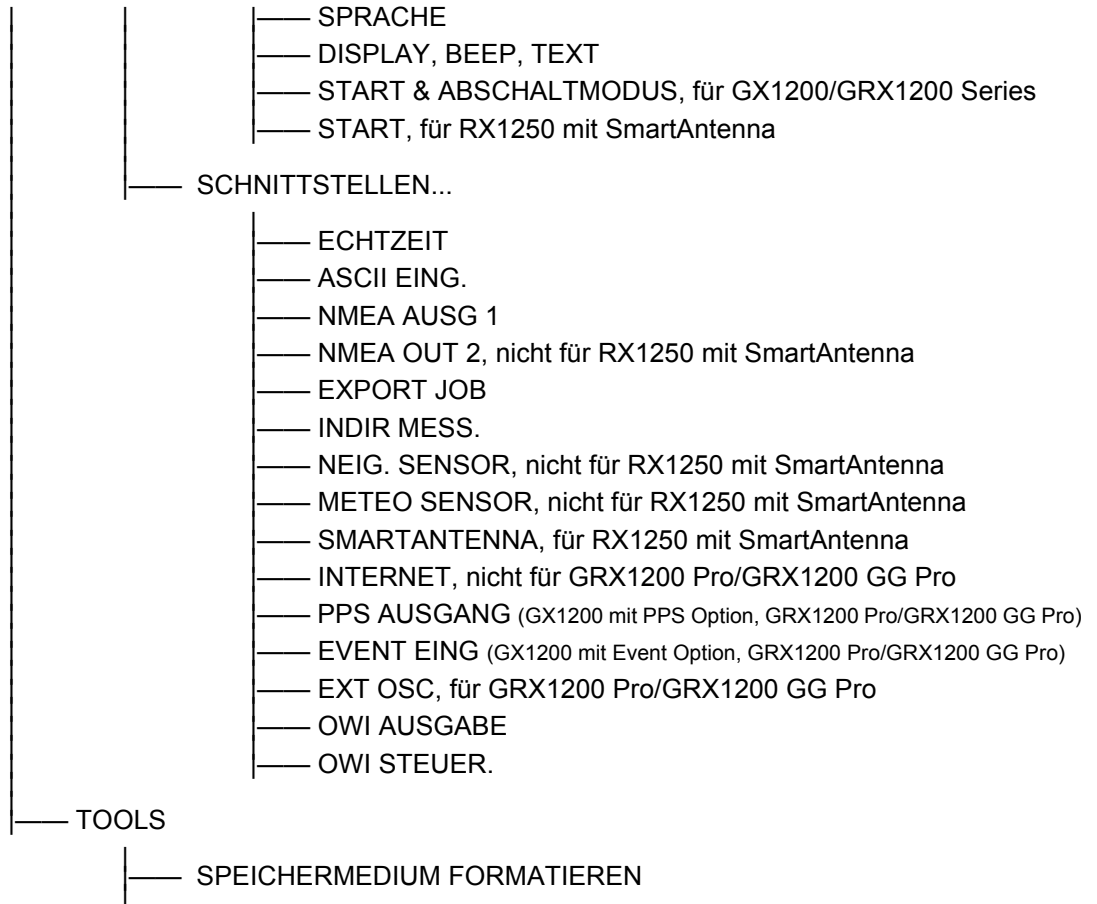 SPRACHE
DISPLAY, BEEP, TEXT
START & ABSCHALTMODUS, für GX1200/GRX1200 Series
START, für RX1250 mit SmartAntenna
SCHNITTSTELLEN...
ECHTZEIT
ASCII EING.
NMEA AUSG 1
NMEA OUT 2, nicht für RX1250 mit SmartAntenna
EXPORT JOB
INDIR MESS.
NEIG. SENSOR, nicht für RX1250 mit SmartAntenna
METEO SENSOR, nicht für RX1250 mit SmartAntenna
SMARTANTENNA, für RX1250 mit SmartAntenna
INTERNET, nicht für GRX1200 Pro/GRX1200 GG Pro
PPS AUSGANG (GX1200 mit PPS Option, GRX1200 Pro/GRX1200 GG Pro)
EVENT EING (GX1200 mit Event Option, GRX1200 Pro/GRX1200 GG Pro)
EXT OSC, für GRX1200 Pro/GRX1200 GG Pro
OWI AUSGABE
OWI STEUER.
TOOLS
SPEICHERMEDIUM FORMATIEREN